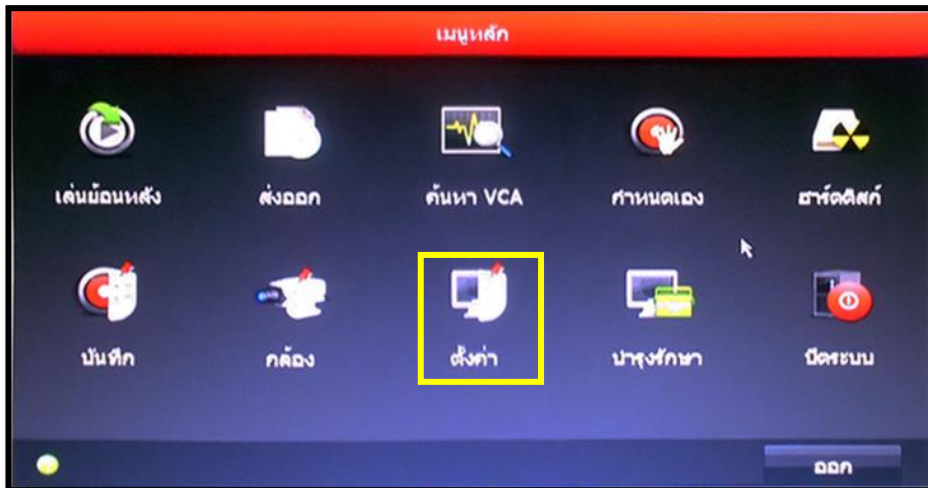 เมนูหลัก
เล่นย้อนหลัง ส่งออก ค้นหา VCA กำหนดเอง ฮาร์ดดิสก์
บันทึก กล้อง ตั้งค่า บำรุงรักษา ปิดระบบ
ออก